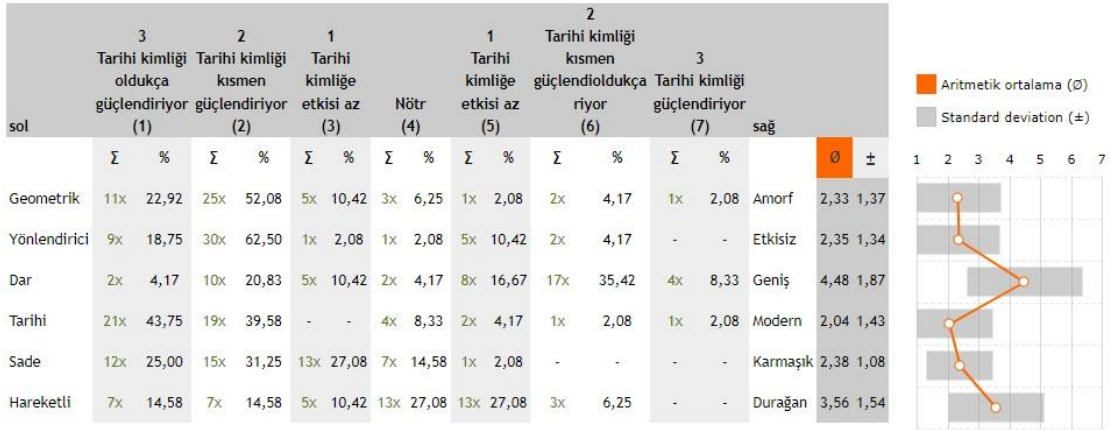 sol 3 Tarihi kimliği oldukça güçlendiriyor (1) 2 Tarihi kimliği kısmen güçlendiriyor (2) 1 Tarihi kimliğe etkisi az (3) Nötr (4) 1 Tarihi kimliğe etkisi az (5) 2 Tarihi kimliği kısmen güçlendioldukça riyor (6) 3 Tarihi kimliği güçlendiriyor (7) sağ
Σ % Σ % Σ % Σ % Σ % Σ % Σ % Ø ±
Geometrik 11x 22,92 25x 52,08 5x 10,42 3x 6,25 1x 2,08 2x 4,17 1x 2,08 Amorf 2,33 1,37
Yönlendirici 9x 18,75 30x 62,50 1x 2,08 1x 2,08 5x 10,42 2x 4,17 - - Etkisiz 2,35 1,34
Dar 2x 4,17 10x 20,83 5x 10,42 2x 4,17 8x 16,67 17x 35,42 4x 8,33 Geniş 4,48 1,87
Tarihi 21x 43,75 19x 39,58 - - 4x 8,33 2x 4,17 1x 2,08 1x 2,08 Modern 2,04 1,43
Sade 12x 25,00 15x 31,25 13x 27,08 7x 14,58 1x 2,08 - - - - Karmaşık 2,38 1,08
Hareketli 7x 14,58 7x 14,58 5x 10,42 13x 27,08 13x 27,08 3x 6,25 - - Durağan 3,56 1,54
Aritmetik ortalama (Ø)
Standard deviation (±)
1 2 3 4 5 6 7